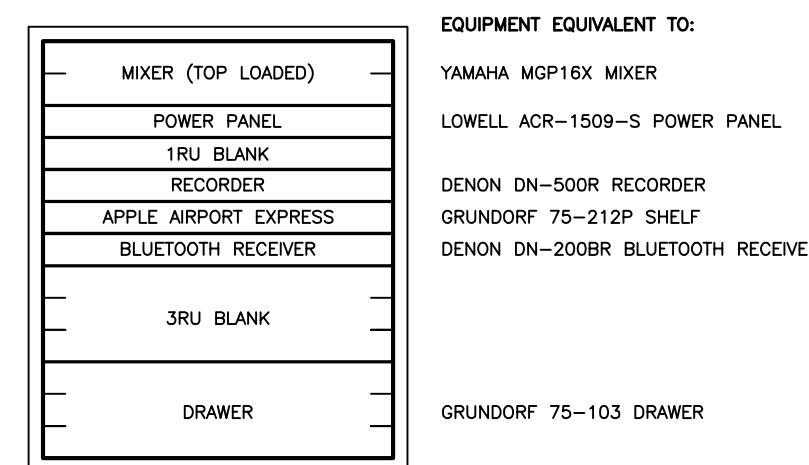 EQUIPMENT EQUIVALENT TO:
MIXER (TOP LOADED) YAMAHA MGP16X MIXER
POWER PANEL LOWELL ACR-1509-S POWER PANEL
1RU BLANK
RECORDER DENON DN-500R RECORDER
APPLE AIRPORT EXPRESS GRUNDORF 75-212P SHELF
BLUETOOTH RECEIVER DENON DN-200BR BLUETOOTH RECEIVE
3RU BLANK
DRAWER GRUNDORF 75-103 DRAWER